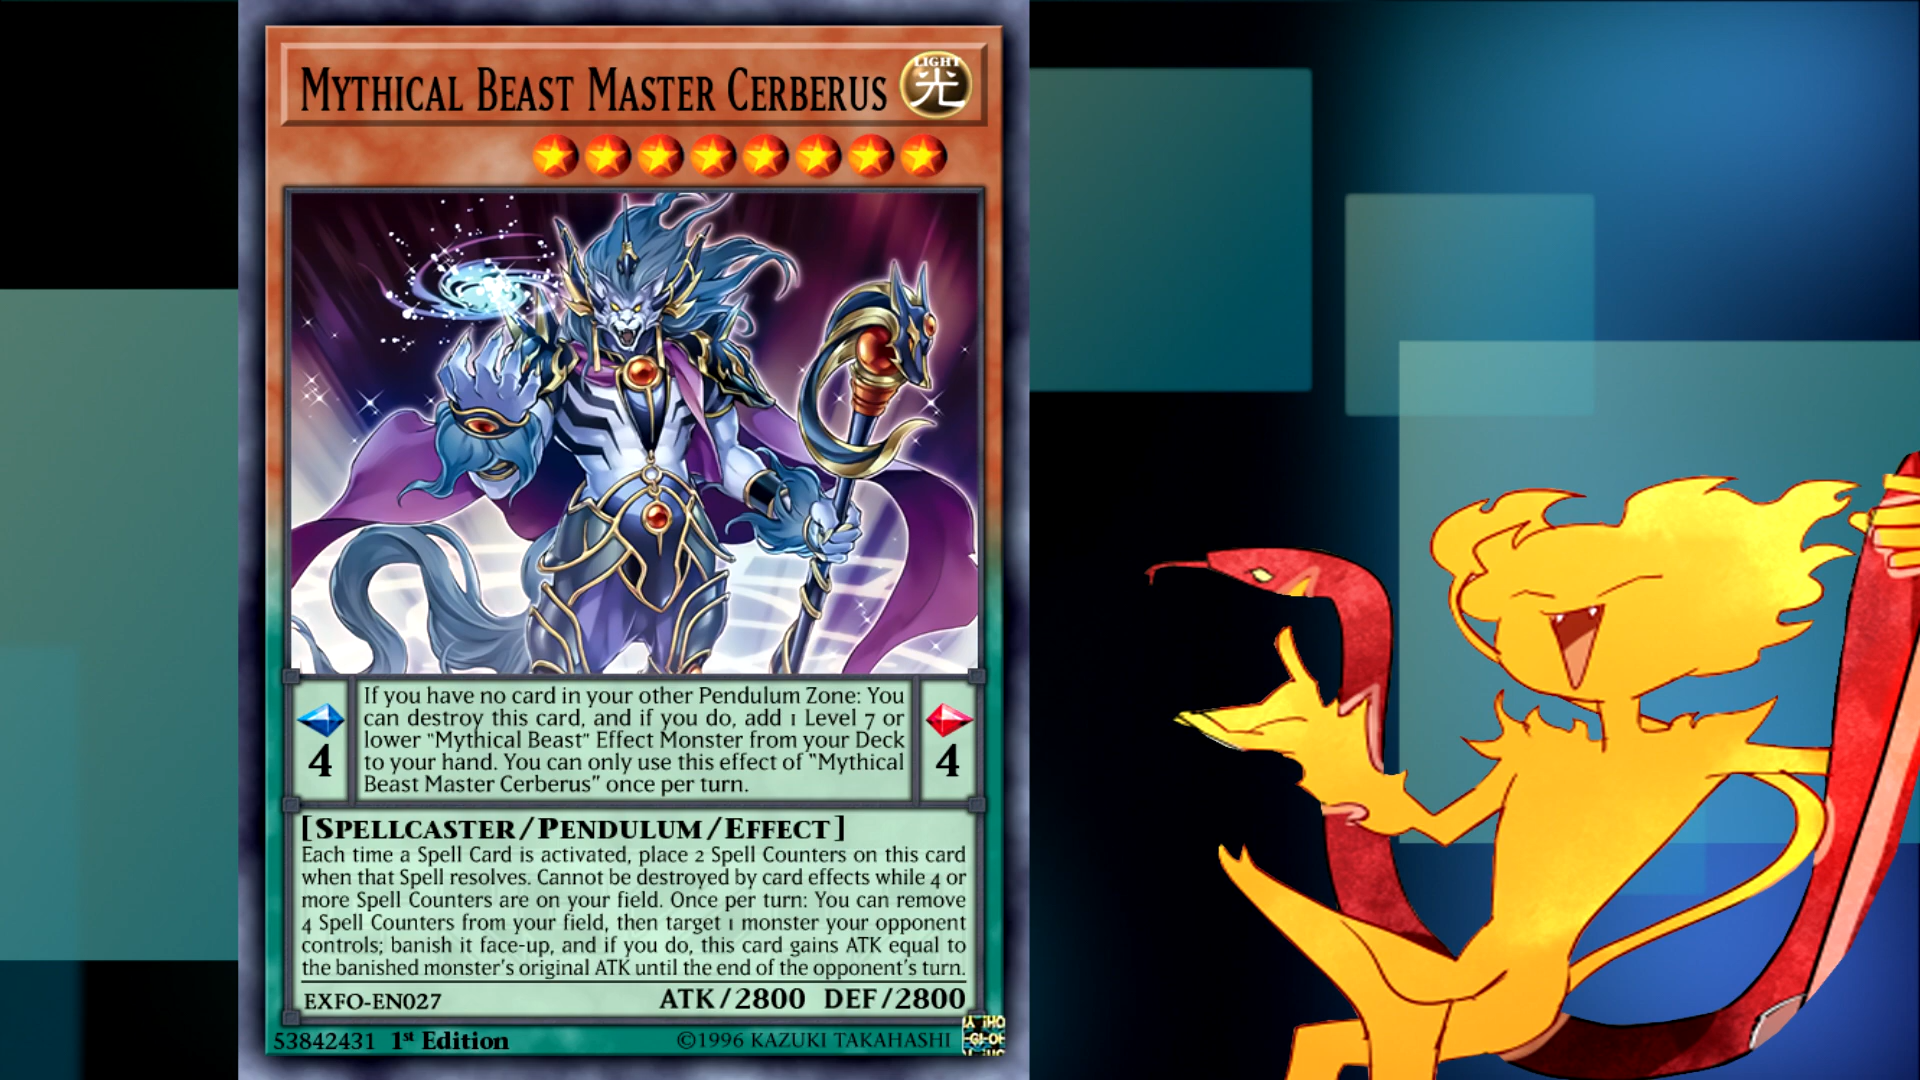 MYTHICAL BEAST MASTER CERBERUS
LIGHT
光
If you have no card in your other Pendulum Zone: You
can destroy this card, and if you do, add 1 Level 7 or
lower "Mythical Beast" Effect Monster from your Deck
to your hand. You can only use this effect of "Mythical
Beast Master Cerberus" once per turn.
4
4
[SPELLCASTER/PENDULUM/EFFECT]
Each time a Spell Card is activated, place 2 Spell Counters on this card
when that Spell resolves. Cannot be destroyed by card effects while 4 or
more Spell Counters are on your field. Once per turn: You can remove
4 Spell Counters from your field, then target 1 monster your opponent
controls; banish it face-up, and if you do, this card gains ATK equal to
the banished monster's original ATK until the end of the opponent's turn.
EXFO-EN027
ATK/2800 DEF/2800
53842431 1st Edition
©1996 KAZUKI TAKAHASHI